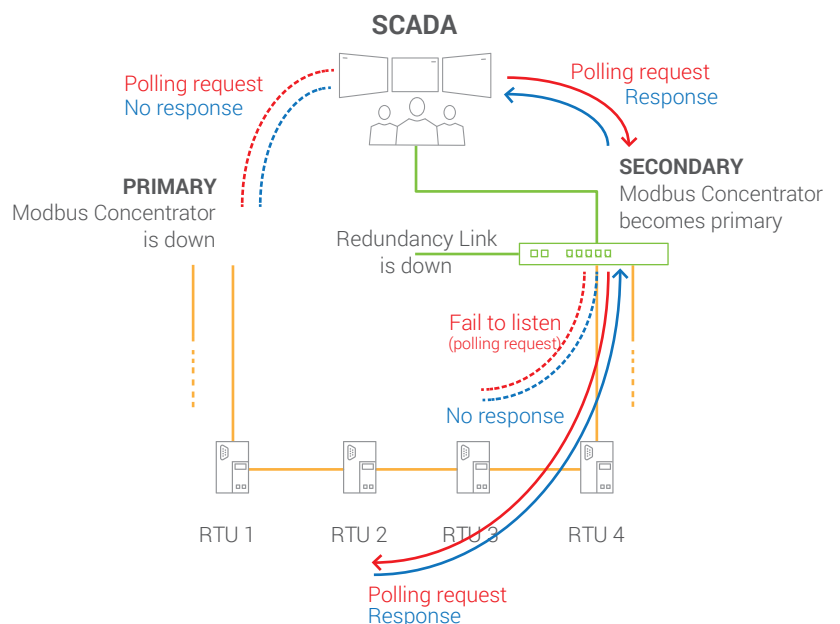 SCADA
Polling request
No response
Polling request
Response
PRIMARY
Modbus Concentrator
is down
SECONDARY
Modbus Concentrator
becomes primary
Redundancy Link
is down
Fail to listen
(polling request)
No response
RTU 1
RTU 2
RTU 3
RTU 4
Polling request
Response